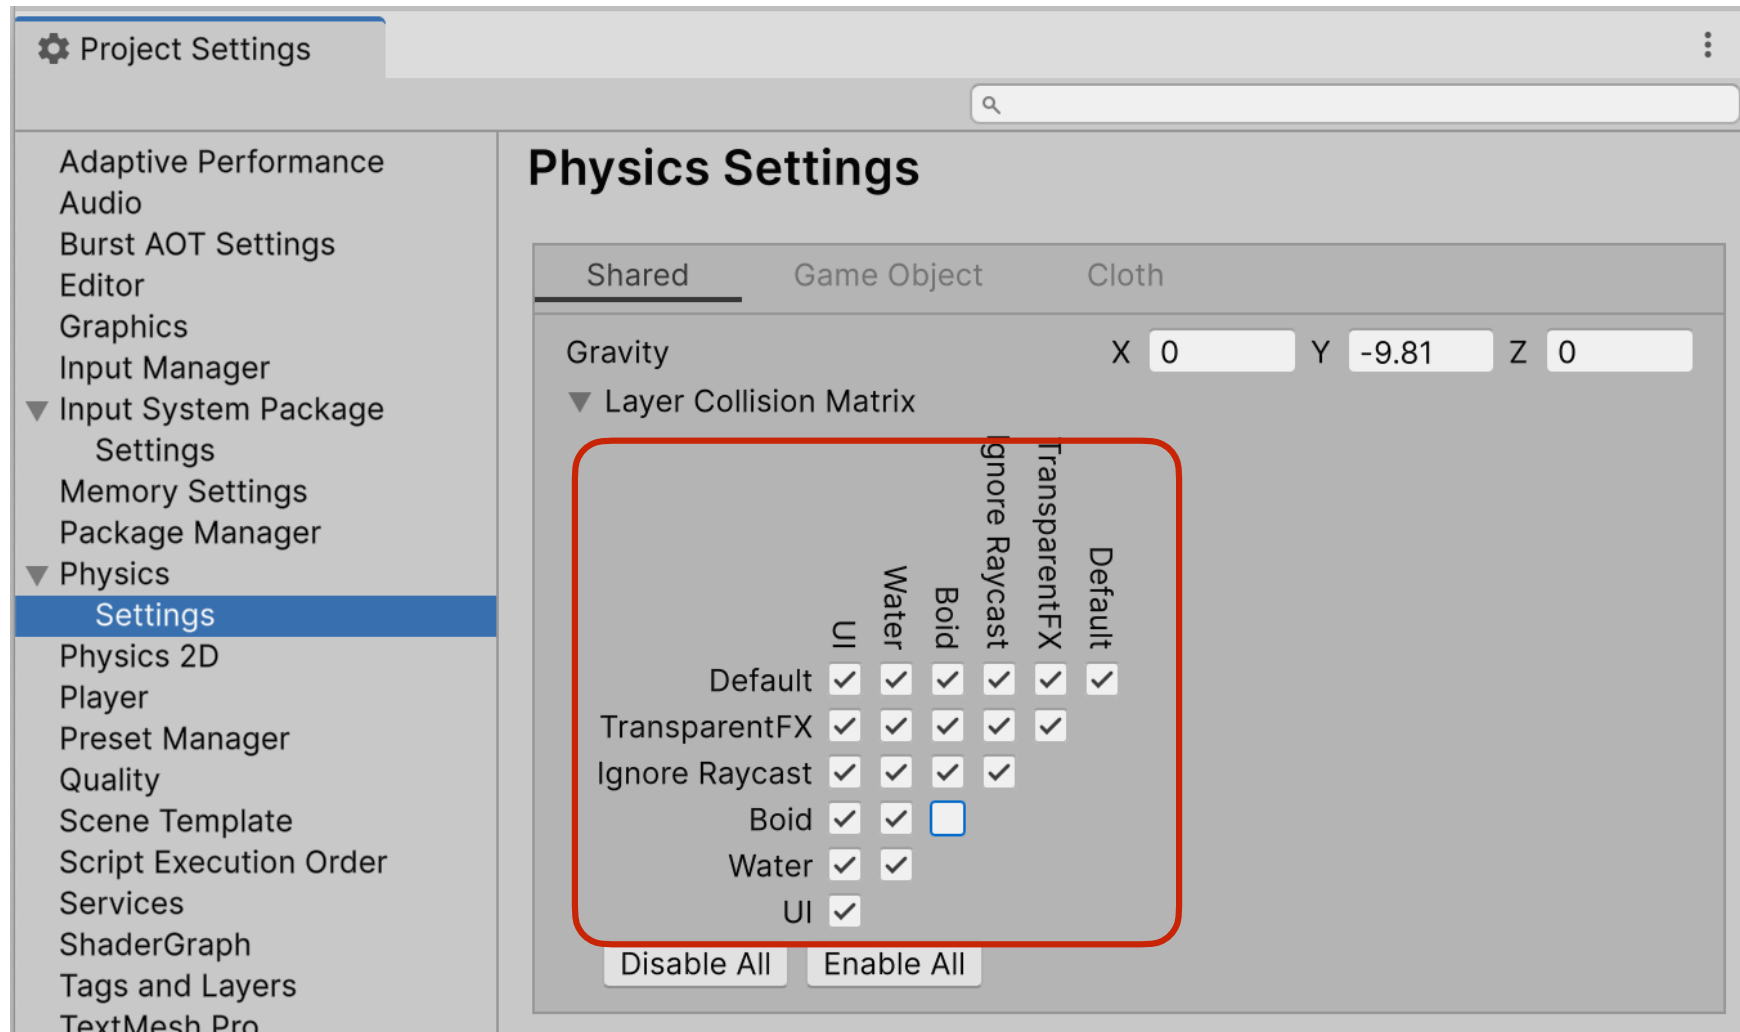 Project Settings
Adaptive Performance
Audio
Burst AOT Settings
Editor
Graphics
Input Manager
Input System Package
Settings
Memory Settings
Package Manager
Physics
Settings
Physics 2D
Player
Preset Manager
Quality
Scene Template
Script Execution Order
Services
ShaderGraph
Tags and Layers
TextMesh Pro
Physics Settings
Shared Game Object Cloth
Gravity X 0 Y -9.81 Z 0
Layer Collision Matrix
UI
Water
Boid
Ignore Raycast
TransparentFX
Default
Default
TransparentFX
Ignore Raycast
Boid
Water
UI
Disable All Enable All